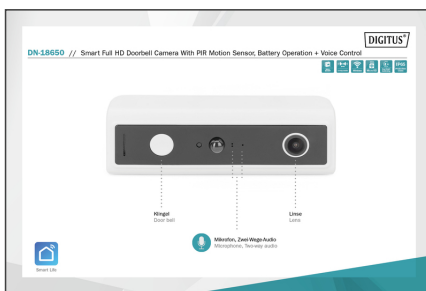 DIGITUS®
DN-18650 // Smart Full HD Doorbell Camera With PIR Motion Sensor, Battery Operation + Voice Control
IP65
Klingel
Door bell
Linse
Lens
Mikrofon, Zwei-Wege-Audio
Microphone, Two-way audio
Smart Life